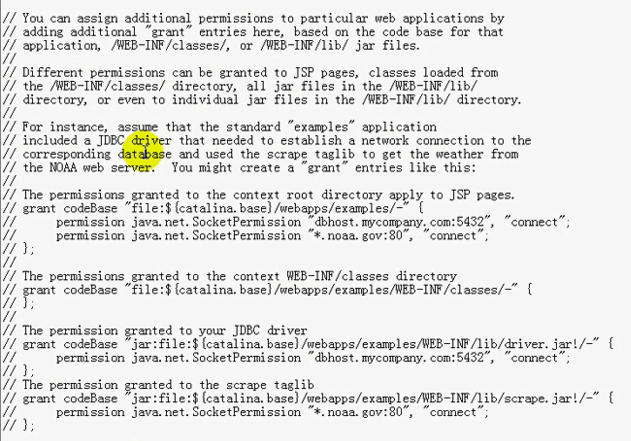 // You can assign additional permissions to particular web applications by
// adding additional "grant" entries here, based on the code base for that
// application, /WEB-INF/classes/, or /WEB-INF/lib/ jar files.
//
// Different permissions can be granted to JSP pages, classes loaded from
// the /WEB-INF/classes/ directory, all jar files in the /WEB-INF/lib/
// directory, or even to individual jar files in the /WEB-INF/lib/ directory.
//
// For instance, assume that the standard "examples" application
// included a JDBC driver that needed to establish a network connection to the
// corresponding database and used the scrape taglib to get the weather from
// the NOAA web server.  You might create a "grant" entries like this:
//
// The permissions granted to the context root directory apply to JSP pages.
// grant codeBase "file:${catalina.base}/webapps/examples/-" {
//      permission java.net.SocketPermission "dbhost.mycompany.com:5432", "connect";
//      permission java.net.SocketPermission "*.noaa.gov:80", "connect";
// };
//
// The permissions granted to the context WEB-INF/classes directory
// grant codeBase "file:${catalina.base}/webapps/examples/WEB-INF/classes/-" {
// };
//
// The permission granted to your JDBC driver
// grant codeBase "jar:file:${catalina.base}/webapps/examples/WEB-INF/lib/driver.jar!/-" {
//      permission java.net.SocketPermission "dbhost.mycompany.com:5432", "connect";
// };
// The permission granted to the scrape taglib
// grant codeBase "jar:file:${catalina.base}/webapps/examples/WEB-INF/lib/scrape.jar!/-" {
//      permission java.net.SocketPermission "*.noaa.gov:80", "connect";
// };